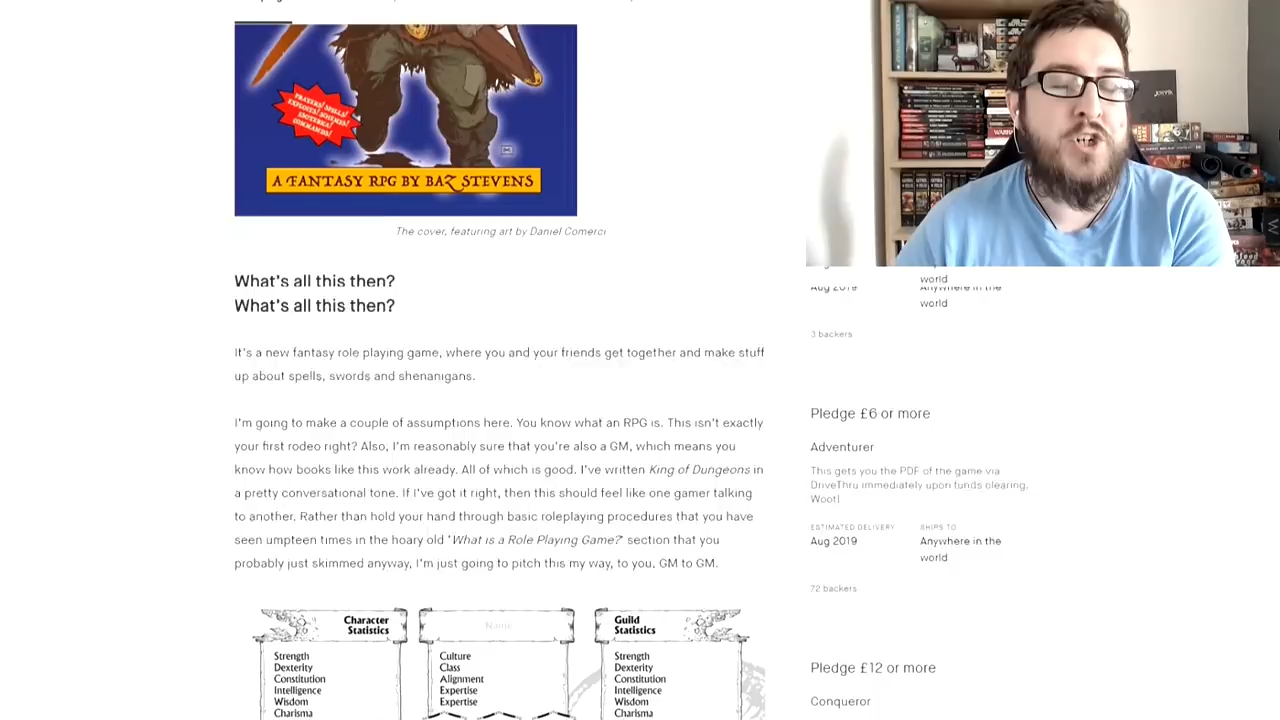 PRAYERS! SPELLS!
EXPLOITS! SCHEMES!
ESOTERICA!
COMMANDS!
A FANTASY RPG BY BAZ STEVENS
The cover, featuring art by Daniel Comerci
What's all this then?
What's all this then?
It's a new fantasy role playing game, where you and your friends get together and make stuff
up about spells, swords and shenanigans.
I'm going to make a couple of assumptions here. You know what an RPG is. This isn't exactly
your first rodeo right? Also, I'm reasonably sure that you're also a GM, which means you
know how books like this work already. All of which is good. I've written King of Dungeons in
a pretty conversational tone. If I've got it right, then this should feel like one gamer talking
to another. Rather than hold your hand through basic roleplaying procedures that you have
seen umpteen times in the hoary old 'What is a Role Playing Game?' section that you
probably just skimmed anyway, I'm just going to pitch this my way, to you, GM to GM.
Character
Statistics
Strength
Dexterity
Constitution
Intelligence
Wisdom
Charisma
Name
Culture
Class
Alignment
Expertise
Expertise
Guild
Statistics
Strength
Dexterity
Constitution
Intelligence
Wisdom
Charisma
world
Aug 2019
Anywhere in the
world
3 backers
Pledge £6 or more
Adventurer
This gets you the PDF of the game via
DriveThru immediately upon funds clearing.
Woot!
ESTIMATED DELIVERY
Aug 2019
SHIPS TO
Anywhere in the
world
72 backers
Pledge £12 or more
Conqueror